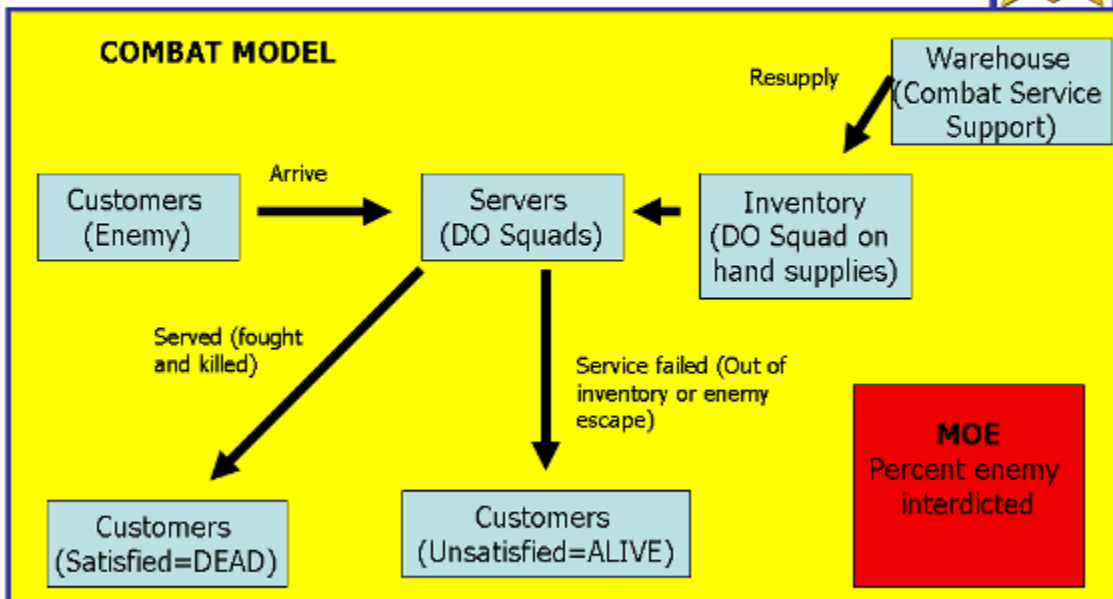 COMBAT MODEL
Warehouse
(Combat Service
Support)
Resupply
Arrive
Customers
(Enemy)
Servers
(DO Squads)
Inventory
(DO Squad on
hand supplies)
Served (fought
and killed)
Service failed (Out of
inventory or enemy
escape)
MOE
Percent enemy
interdicted
Customers
(Satisfied=DEAD)
Customers
(Unsatisfied=ALIVE)